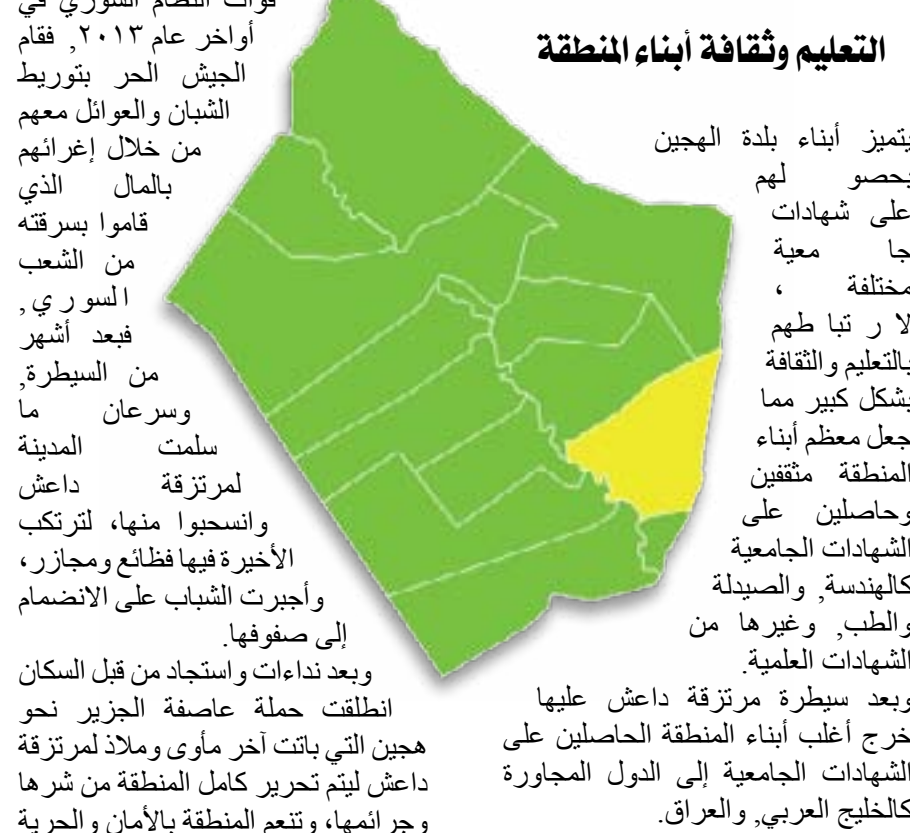 التعليم وثقافة أبناء المنطقة
يتميز أبناء بلدة الهجين
بحصو لهم
على شهادات
جا معية
مختلفة ،
لا ر تبا طهم
بالتعليم والثقافة
بشكل كبير مما
جعل معظم أبناء
المنطقة مثقفين
وحاصلين على
الشهادات الجامعية
كالهندسة, والصيدلة
والطب, وغيرها من
الشهادات العلمية.
وبعد سيطرة مرتزقة داعش عليها
خرج أغلب أبناء المنطقة الحاصلين على
الشهادات الجامعية إلى الدول المجاورة
كالخليج العربي, والعراق.
قوات النظام السوري في
أواخر عام ٢٠١٣, فقام
الجيش الحر بتوريط
الشبان والعوائل معهم
من خلال إغرائهم
بالمال الذي
قاموا بسرقته
من الشعب
السو ر ي,
فبعد أشهر
من السيطرة,
وسرعان ما
سلمت المدينة
لمرتزقة داعش
وانسحبوا منها، لترتكب
الأخيرة فيها فظائع ومجازر،
وأجبرت الشباب على الانضمام
إلى صفوفها.
وبعد نداءات واستجاد من قبل السكان
انطلقت حملة عاصفة الجزير نحو
هجين التي باتت آخر مأوى وملاذ لمرتزقة
داعش ليتم تحرير كامل المنطقة من شرها
وجرائمها، وتنعم المنطقة بالأمان والحرية